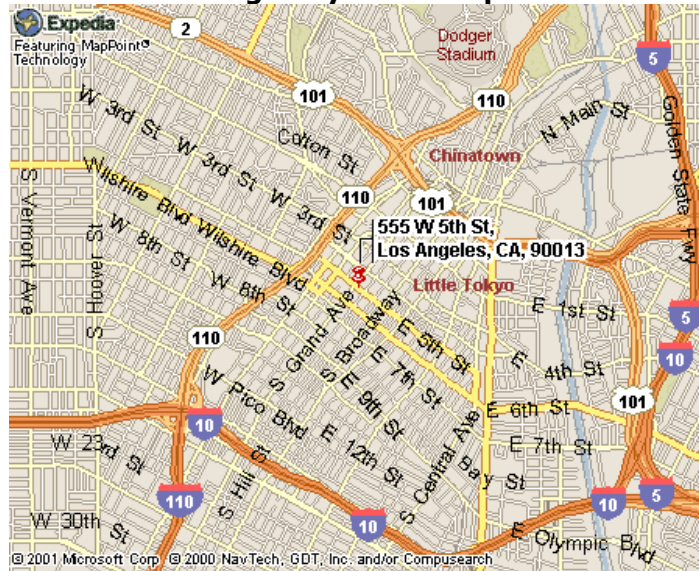 Expedia
Featuring MapPoint®
Technology
2
Dodger
Stadium
5
101
110
W 3rd St
W 3rd St
W 3rd St
Colton St
N Main St
Golden State Fwy
Chinatown
110
101
S Vermont Ave
Wilshire Blvd
Wilshire Blvd
555 W 5th St,
Los Angeles, CA, 90013
W 8th St
W 8th St
S Hoover St
Little Tokyo
S Grand Ave
S Broadway
E 1st St
5
110
E 5th St
E 7th St
E 4th St
10
E 9th St
W Pico Blvd
E 12th St
E 6th St
101
10
W 23rd St
S Hill St
S Central Ave
E 7th St
Bay St
110
10
10
5
W 30th St
E Olympic Blvd
© 2001 Microsoft Corp © 2000 NavTech, GDT, Inc. and/or Compusearch